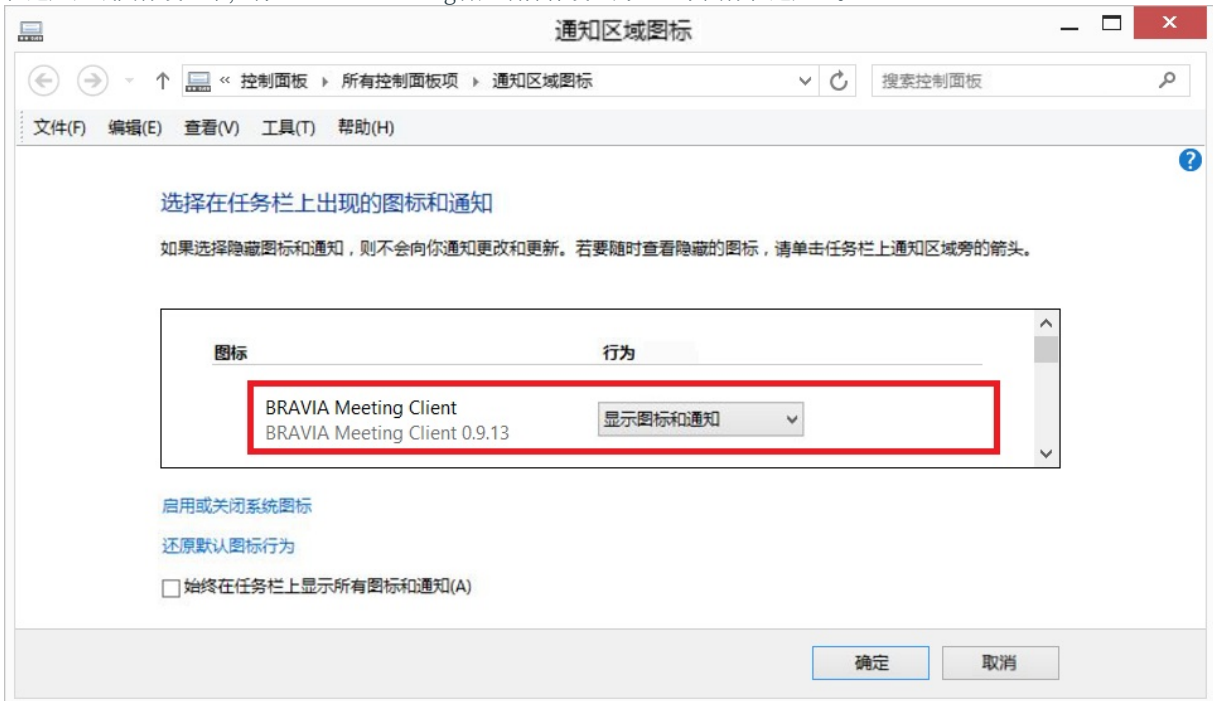 通知区域图标
« 控制面板 ▸ 所有控制面板项 ▸ 通知区域图标
搜索控制面板
文件(F) 编辑(E) 查看(V) 工具(T) 帮助(H)
选择在任务栏上出现的图标和通知
如果选择隐藏图标和通知，则不会向你通知更改和更新。若要随时查看隐藏的图标，请单击任务栏上通知区域旁的箭头。
图标 行为
BRAVIA Meeting Client
BRAVIA Meeting Client 0.9.13
显示图标和通知
启用或关闭系统图标
还原默认图标行为
始终在任务栏上显示所有图标和通知(A)
确定 取消